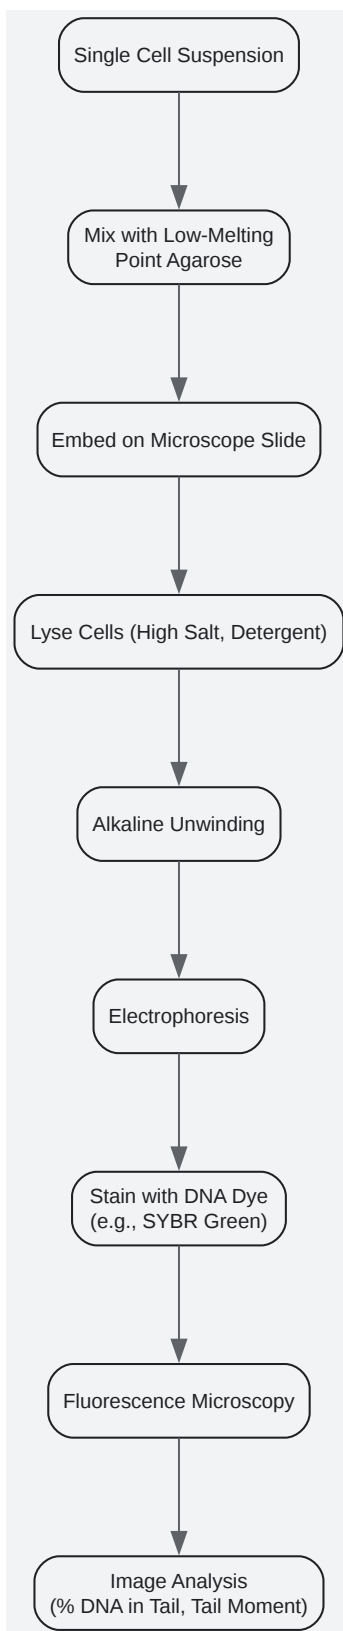 Single Cell Suspension
Mix with Low-Melting
Point Agarose
Embed on Microscope Slide
Lyse Cells (High Salt, Detergent)
Alkaline Unwinding
Electrophoresis
Stain with DNA Dye
(e.g., SYBR Green)
Fluorescence Microscopy
Image Analysis
(% DNA in Tail, Tail Moment)